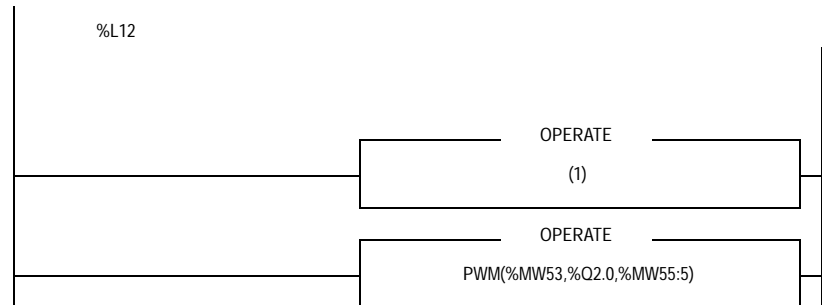 %L12
OPERATE
(1)
OPERATE
PWM(%MW53,%Q2.0,%MW55:5)